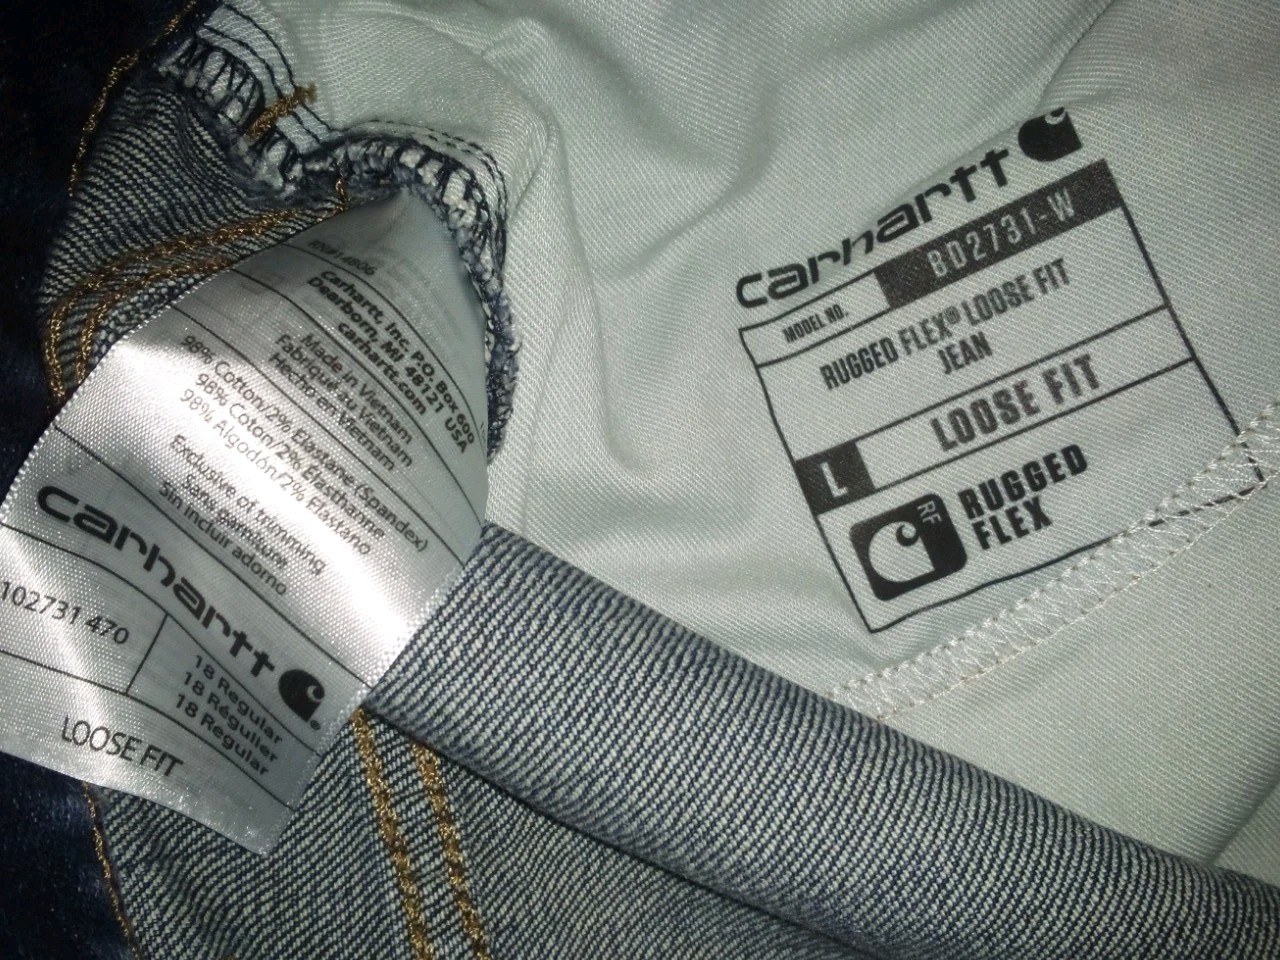 RN#14806
Carhartt, Inc. P.O. Box 600
Dearborn, MI 48121 USA
carhartt.com
Made in Vietnam
Fabriqué au Vietnam
Hecho en Vietnam
98% Cotton/2% Elastane (Spandex)
98% Coton/2% Élasthanne
98% Algodón/2% Elastano
Exclusive of trimming
Sans garniture
Sin incluir adorno
carhartt
102731 470
18 Regular
18 Régulier
18 Regular
LOOSE FIT
carhartt
MODEL NO. BD2731-W
RUGGED FLEX® LOOSE FIT
JEAN
L LOOSE FIT
RF
RUGGED
FLEX